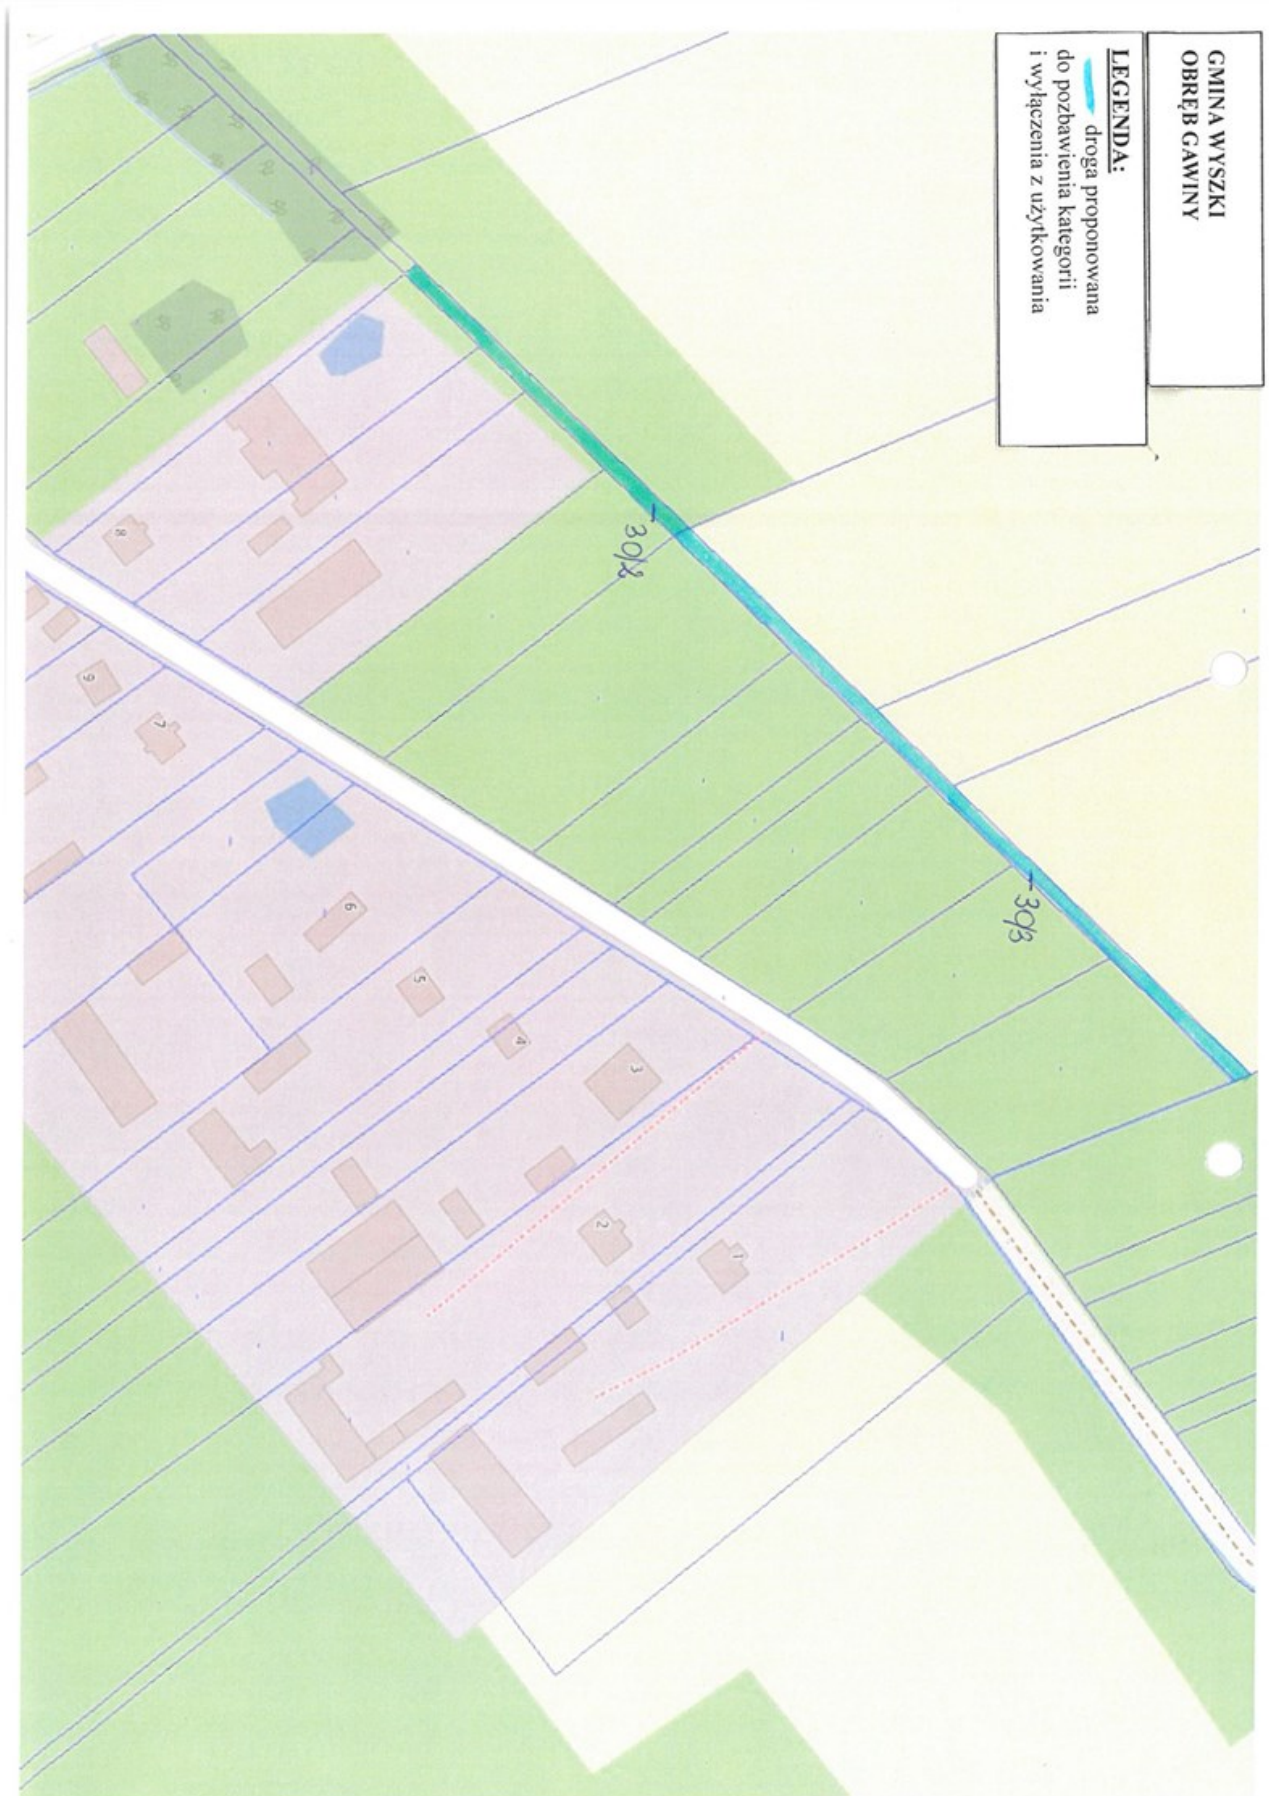 GMINA WYSZKI
OBRĘB GAWINY
LEGENDA:
droga proponowana
do pozbawienia kategorii
i wyłączenia z użytkowania
30/2
30/3
8
9
7
6
5
4
3
2
1